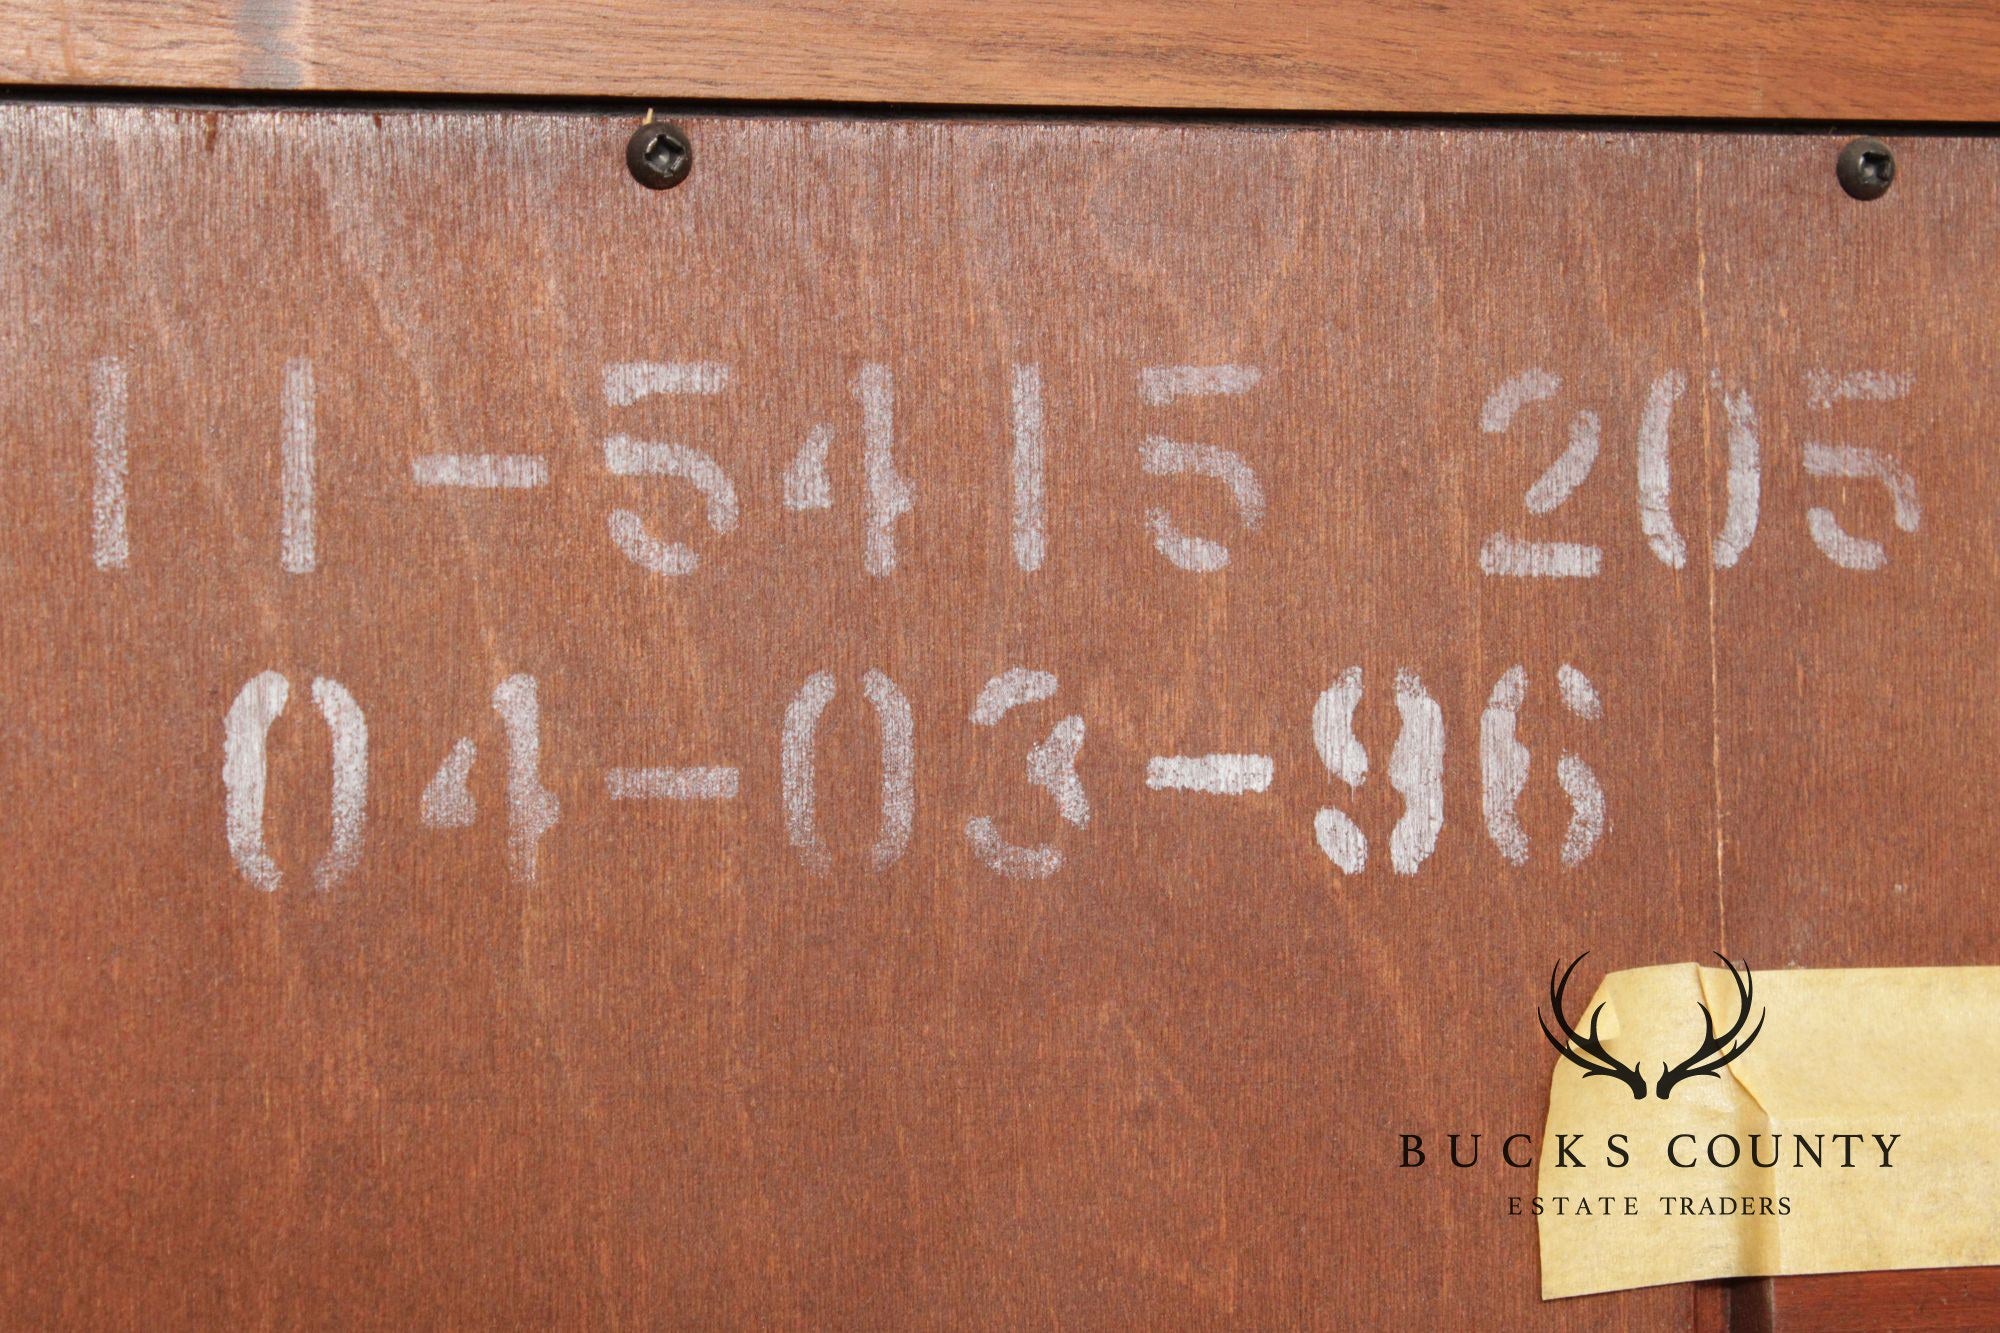 11-5415 205
04-03-96
BUCKS COUNTY
ESTATE TRADERS